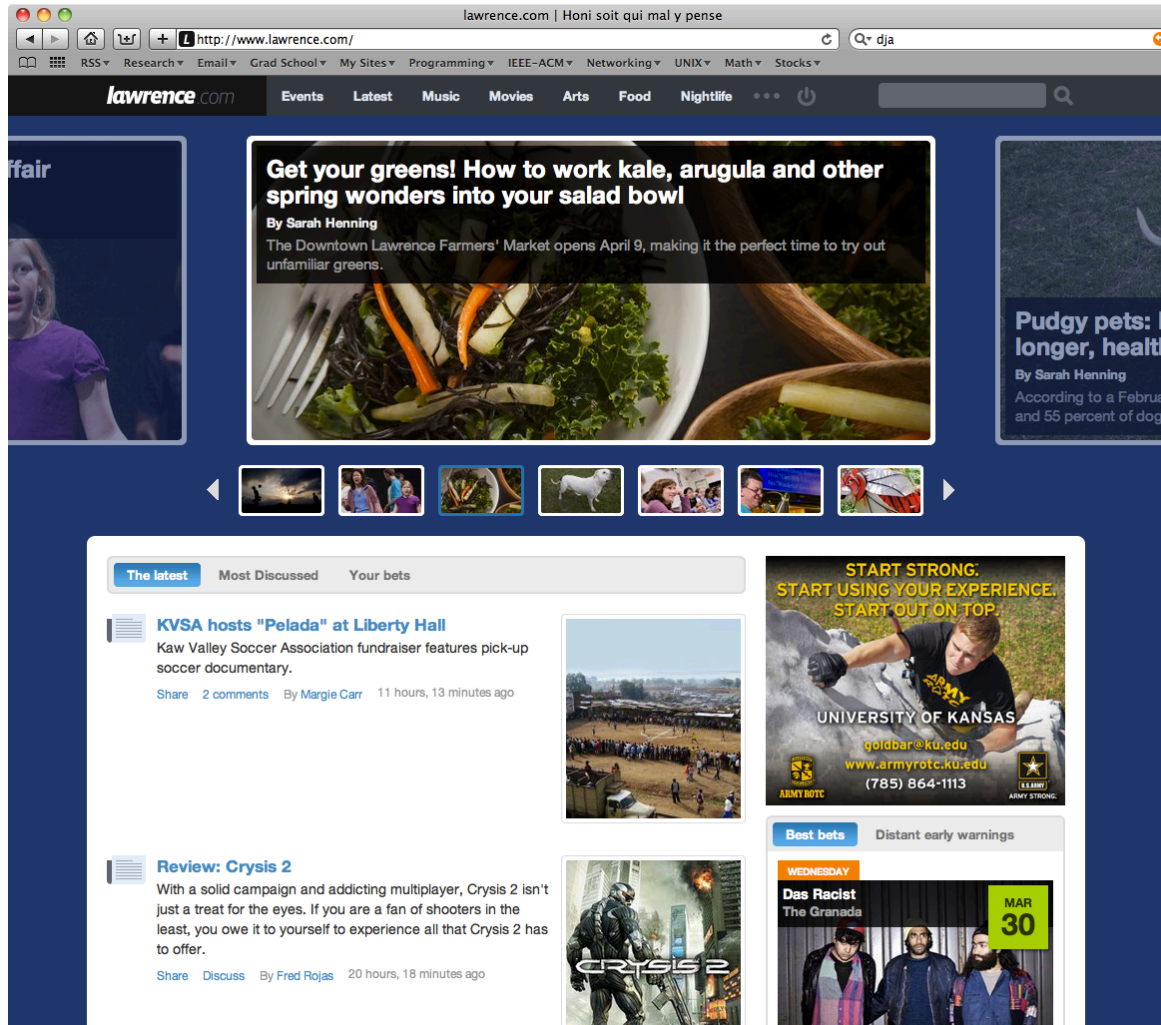 lawrence.com | Honi soit qui mal y pense
http://www.lawrence.com/
dja
RSS Research Email Grad School My Sites Programming IEEE-ACM Networking UNIX Math Stocks
lawrence.com Events Latest Music Movies Arts Food Nightlife
ffair
Get your greens! How to work kale, arugula and other
spring wonders into your salad bowl
By Sarah Henning
The Downtown Lawrence Farmers' Market opens April 9, making it the perfect time to try out
unfamiliar greens.
Pudgy pets:
longer, healt
By Sarah Henning
According to a Februa
and 55 percent of dog
The latest Most Discussed Your bets
KVSA hosts "Pelada" at Liberty Hall
Kaw Valley Soccer Association fundraiser features pick-up
soccer documentary.
Share 2 comments By Margie Carr 11 hours, 13 minutes ago
Review: Crysis 2
With a solid campaign and addicting multiplayer, Crysis 2 isn't
just a treat for the eyes. If you are a fan of shooters in the
least, you owe it to yourself to experience all that Crysis 2 has
to offer.
Share Discuss By Fred Rojas 20 hours, 18 minutes ago
CRYSIS 2
START STRONG.
START USING YOUR EXPERIENCE.
START OUT ON TOP.
ARMY
ROTC
UNIVERSITY OF KANSAS
goldbar@ku.edu
www.armyrotc.ku.edu
(785) 864-1113
ARMY ROTC
U.S.ARMY
ARMY STRONG.
Best bets Distant early warnings
WEDNESDAY
Das Racist
The Granada
MAR
30